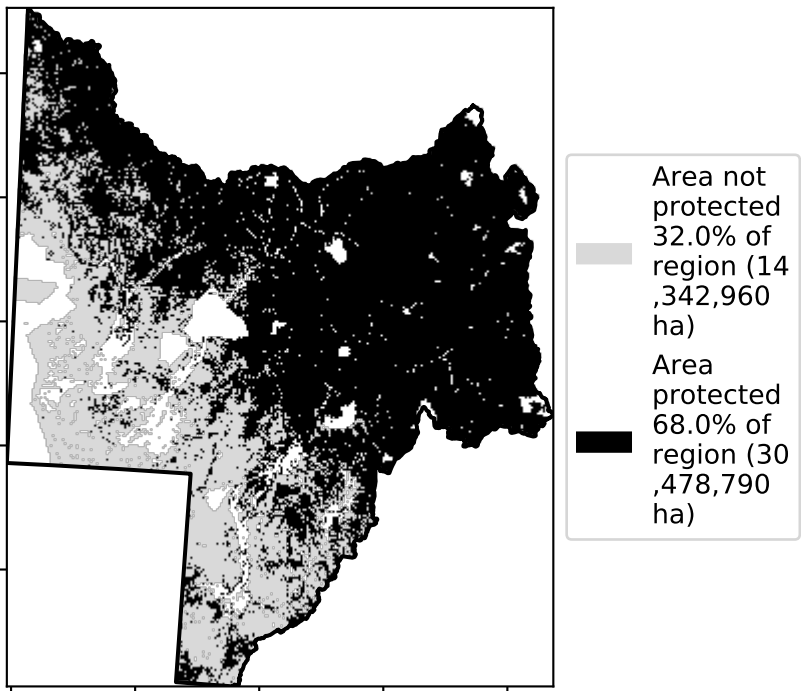 Area not
protected
32.0% of
region (14
,342,960
ha)
Area
protected
68.0% of
region (30
,478,790
ha)